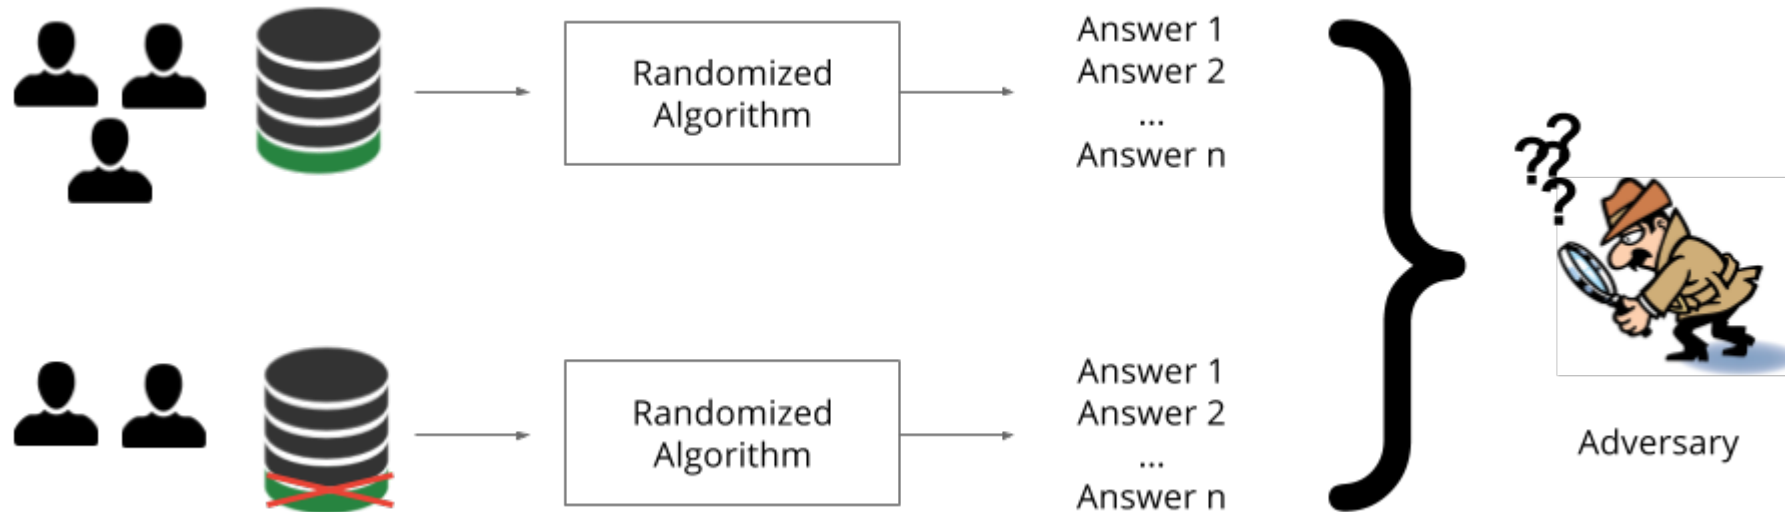 Randomized
Algorithm
Answer 1
Answer 2
...
Answer n
? ? ? ?
Randomized
Algorithm
Answer 1
Answer 2
...
Answer n
Adversary